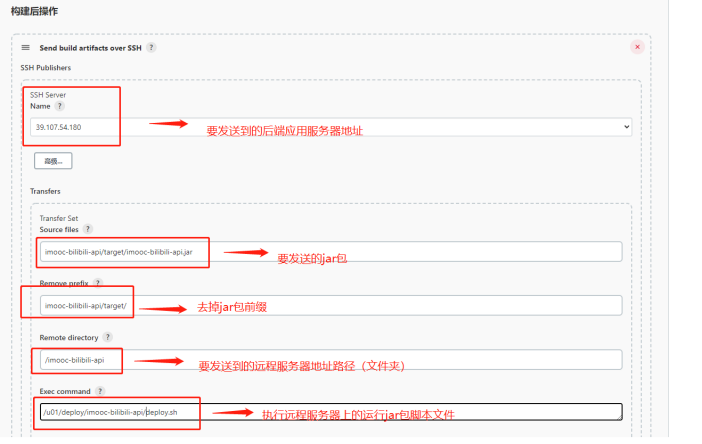 构建后操作
Send build artifacts over SSH ?
SSH Publishers
SSH Server
Name ?
39.107.54.180
要发送到的后端应用服务器地址
高级...
Transfers
Transfer Set
Source files ?
imooc-bilibili-api/target/imooc-bilibili-api.jar
要发送的jar包
Remove prefix ?
imooc-bilibili-api/target/
去掉jar包前缀
Remote directory ?
/imooc-bilibili-api
要发送到的远程服务器地址路径（文件夹）
Exec command ?
/u01/deploy/imooc-bilibili-api/deploy.sh
执行远程服务器上的运行jar包脚本文件